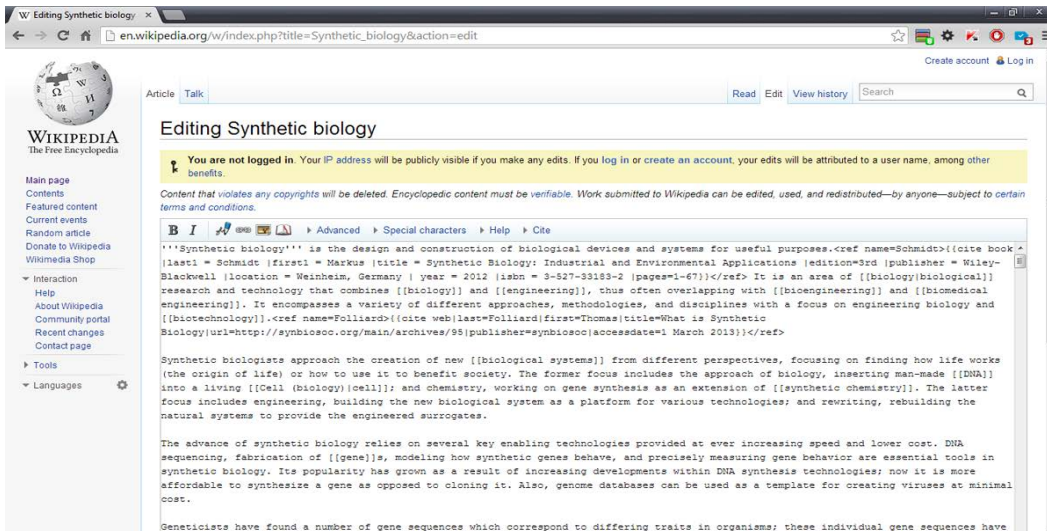 Editing Synthetic biology
en.wikipedia.org/w/index.php?title=Synthetic_biology&action=edit
Create account Log in
Article Talk Read Edit View history Search
WIKIPEDIA
The Free Encyclopedia
Main page
Contents
Featured content
Current events
Random article
Donate to Wikipedia
Wikimedia Shop
Interaction
Help
About Wikipedia
Community portal
Recent changes
Contact page
Tools
Languages
Editing Synthetic biology
You are not logged in. Your IP address will be publicly visible if you make any edits. If you log in or create an account, your edits will be attributed to a user name, among other
benefits.
Content that violates any copyrights will be deleted. Encyclopedic content must be verifiable. Work submitted to Wikipedia can be edited, used, and redistributed—by anyone—subject to certain
terms and conditions.
B I Advanced Special characters Help Cite
'''Synthetic biology''' is the design and construction of biological devices and systems for useful purposes.<ref name=Schmidt>{{cite book
|last1 = Schmidt |first1 = Markus |title = Synthetic Biology: Industrial and Environmental Applications |edition=3rd |publisher = Wiley-
Blackwell |location = Weinheim, Germany | year = 2012 |isbn = 3-527-33183-2 |pages=1-67}}</ref> It is an area of [[biology|biological]]
research and technology that combines [[biology]] and [[engineering]], thus often overlapping with [[bioengineering]] and [[biomedical
engineering]]. It encompasses a variety of different approaches, methodologies, and disciplines with a focus on engineering biology and
[[biotechnology]].<ref>{{cite web|last=Folliard|first=Thomas|title=What is Synthetic
Biology|url=http://synbiosoc.org/main/archives/95|publisher=synbiosoc|accessdate=1 March 2013}}</ref>
Synthetic biologists approach the creation of new [[biological systems]] from different perspectives, focusing on finding how life works
(the origin of life) or how to use it to benefit society. The former focus includes the approach of biology, inserting man-made [[DNA]]
into a living [[Cell (biology)|cell]]; and chemistry, working on gene synthesis as an extension of [[synthetic chemistry]]. The latter
focus includes engineering, building the new biological system as a platform for various technologies; and rewriting, rebuilding the
natural systems to provide the engineered surrogates.
The advance of synthetic biology relies on several key enabling technologies provided at ever increasing speed and lower cost. DNA
sequencing, fabrication of [[gene]]s, modeling how synthetic genes behave, and precisely measuring gene behavior are essential tools in
synthetic biology. Its popularity has grown as a result of increasing developments within DNA synthesis technologies; now it is more
affordable to synthesize a gene as opposed to cloning it. Also, genome databases can be used as a template for creating viruses at minimal
cost.
Geneticists have found a number of gene sequences which correspond to differing traits in organisms; these individual gene sequences have